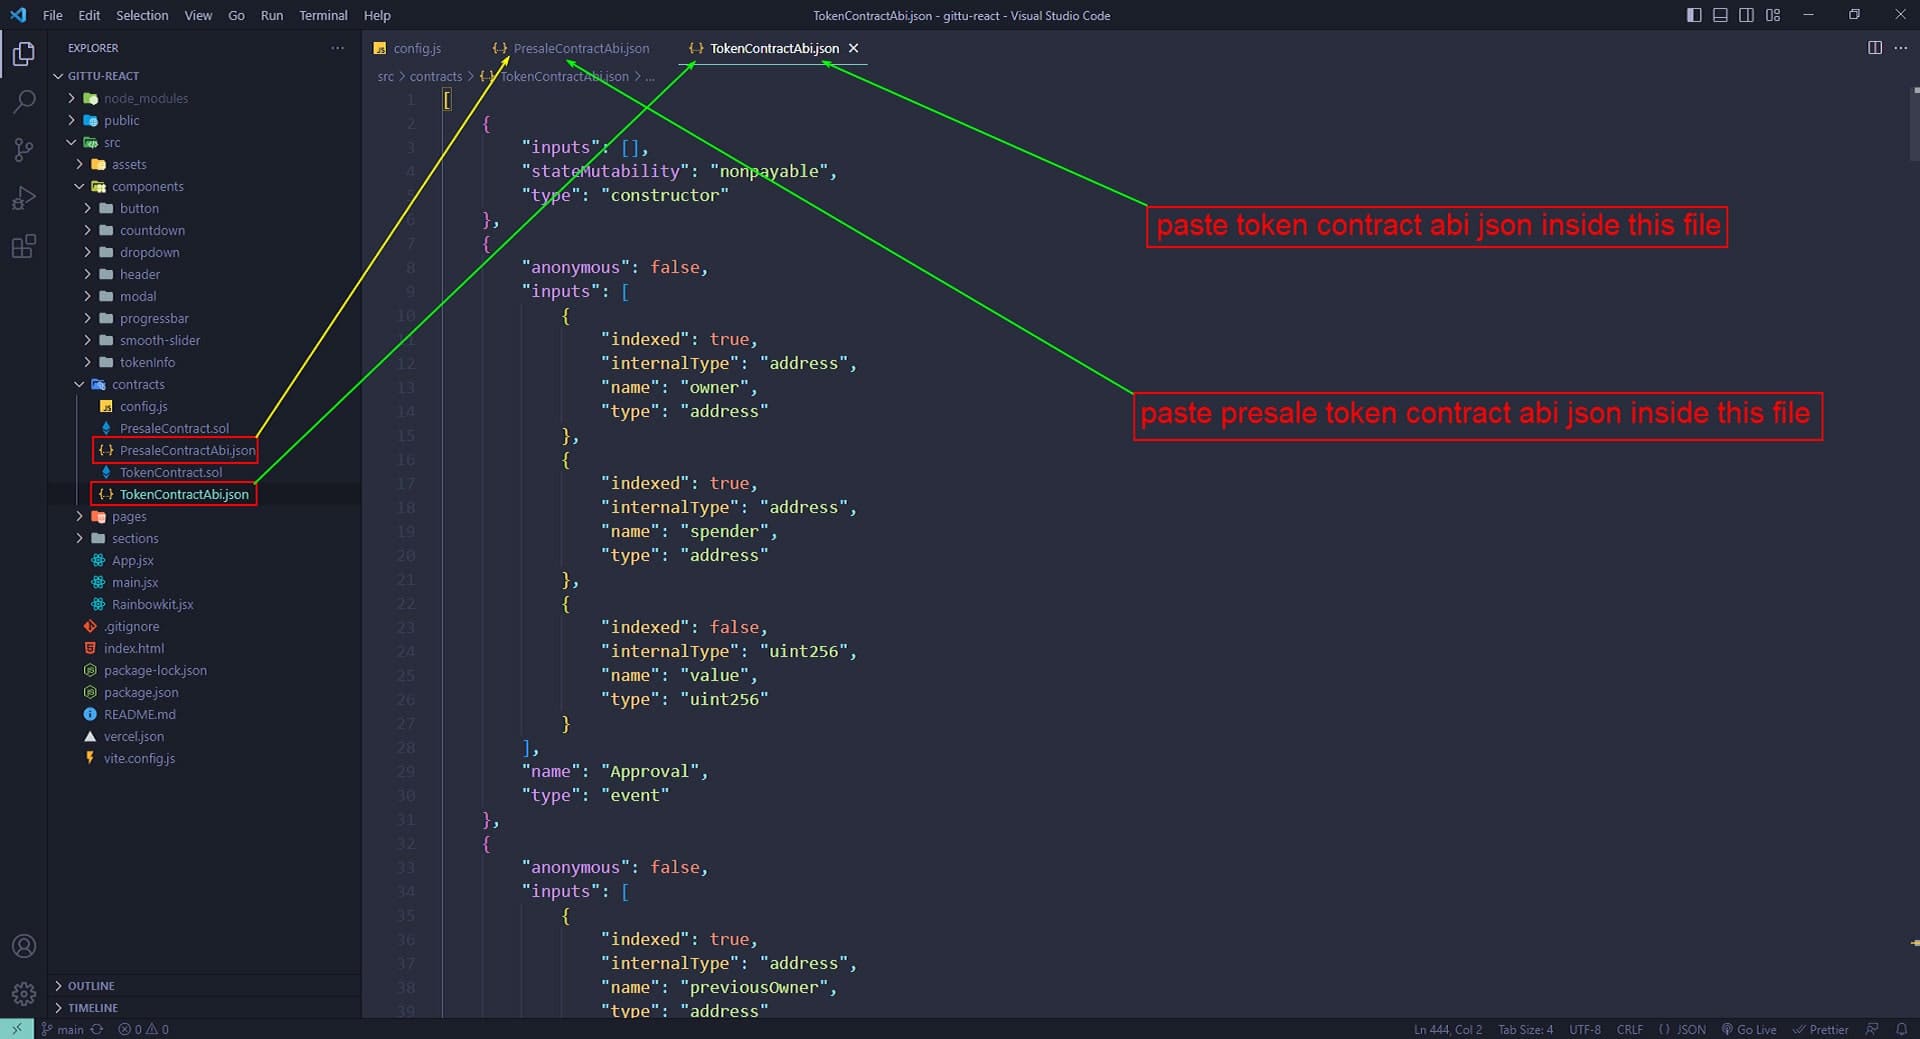 File Edit Selection View Go Run Terminal Help
TokenContractAbi.json - gittu-react - Visual Studio Code
EXPLORER
GITTU-REACT
node_modules
public
src
assets
components
button
countdown
dropdown
header
modal
progressbar
smooth-slider
tokenInfo
contracts
config.js
PresaleContract.sol
PresaleContractAbi.json
TokenContract.sol
TokenContractAbi.json
pages
sections
App.jsx
main.jsx
Rainbowkit.jsx
.gitignore
index.html
package-lock.json
package.json
README.md
vercel.json
vite.config.js
OUTLINE
TIMELINE
config.js PresaleContractAbi.json TokenContractAbi.json
src > contracts > {..} TokenContractAbi.json > ...
1 [
2 {
3 "inputs": [],
4 "stateMutability": "nonpayable",
5 "type": "constructor"
6 },
7 {
8 "anonymous": false,
9 "inputs": [
10 {
11 "indexed": true,
12 "internalType": "address",
13 "name": "owner",
14 "type": "address"
15 },
16 {
17 "indexed": true,
18 "internalType": "address",
19 "name": "spender",
20 "type": "address"
21 },
22 {
23 "indexed": false,
24 "internalType": "uint256",
25 "name": "value",
26 "type": "uint256"
27 }
28 ],
29 "name": "Approval",
30 "type": "event"
31 },
32 {
33 "anonymous": false,
34 "inputs": [
35 {
36 "indexed": true,
37 "internalType": "address",
38 "name": "previousOwner",
39 "type": "address"
paste token contract abi json inside this file
paste presale token contract abi json inside this file
main 0 0
Ln 444, Col 2 Tab Size: 4 UTF-8 CRLF {} JSON Go Live Prettier